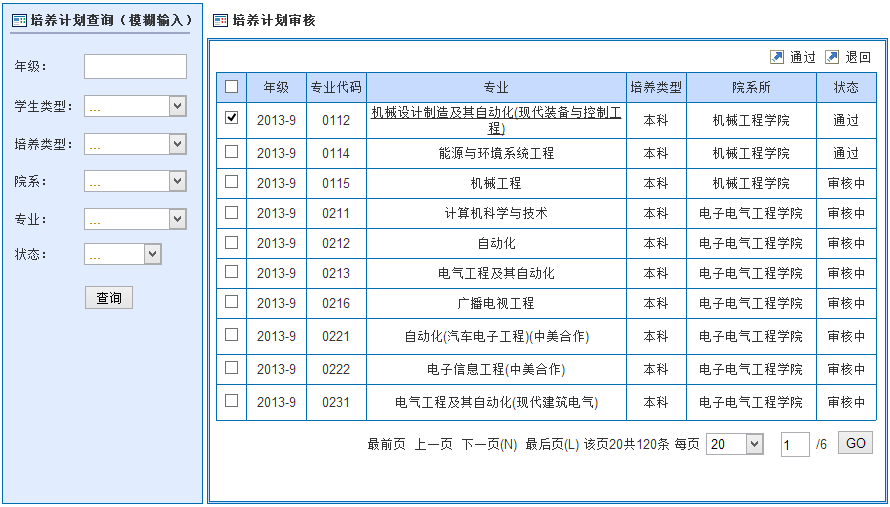 培养计划查询（模糊输入）
年级：
学生类型：
...
培养类型：
...
院系：
...
专业：
...
状态：
...
查询
培养计划审核
通过 退回
年级 专业代码 专业 培养类型 院系所 状态
2013-9 0112 机械设计制造及其自动化(现代装备与控制工程) 本科 机械工程学院 通过
2013-9 0114 能源与环境系统工程 本科 机械工程学院 通过
2013-9 0115 机械工程 本科 机械工程学院 审核中
2013-9 0211 计算机科学与技术 本科 电子电气工程学院 审核中
2013-9 0212 自动化 本科 电子电气工程学院 审核中
2013-9 0213 电气工程及其自动化 本科 电子电气工程学院 审核中
2013-9 0216 广播电视工程 本科 电子电气工程学院 审核中
2013-9 0221 自动化(汽车电子工程)(中美合作) 本科 电子电气工程学院 审核中
2013-9 0222 电子信息工程(中美合作) 本科 电子电气工程学院 审核中
2013-9 0231 电气工程及其自动化(现代建筑电气) 本科 电子电气工程学院 审核中
最前页 上一页 下一页(N) 最后页(L) 该页20共120条 每页 20 1 /6 GO